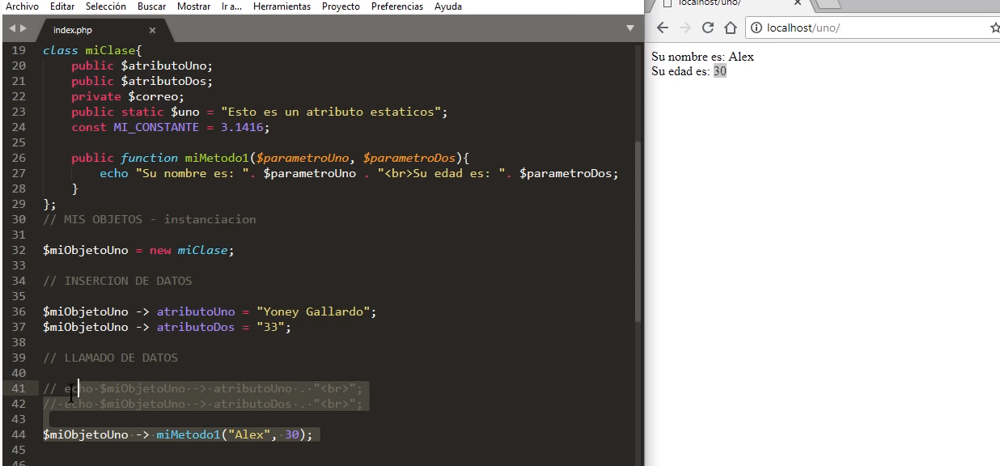 Archivo Editar Selección Buscar Mostrar Ir a... Herramientas Proyecto Preferencias Ayuda
index.php ×
19 class miClase{
20 public $atributoUno;
21 public $atributoDos;
22 private $correo;
23 public static $uno = "Esto es un atributo estaticos";
24 const MI_CONSTANTE = 3.1416;
25
26 public function miMetodo1($parametroUno, $parametroDos){
27 echo "Su nombre es: ". $parametroUno . "<br>Su edad es: ". $parametroDos;
28 }
29 };
30 // MIS OBJETOS - instanciacion
31
32 $miObjetoUno = new miClase;
33
34 // INSERCION DE DATOS
35
36 $miObjetoUno -> atributoUno = "Yoney Gallardo";
37 $miObjetoUno -> atributoDos = "33";
38
39 // LLAMADO DE DATOS
40
41 // echo $miObjetoUno -> atributoUno . "<br>";
42 // echo $miObjetoUno -> atributoDos . "<br>";
43
44 $miObjetoUno -> miMetodo1("Alex", 30);
45
46
localhost/uno/ ×
localhost/uno/
Su nombre es: Alex
Su edad es: 30